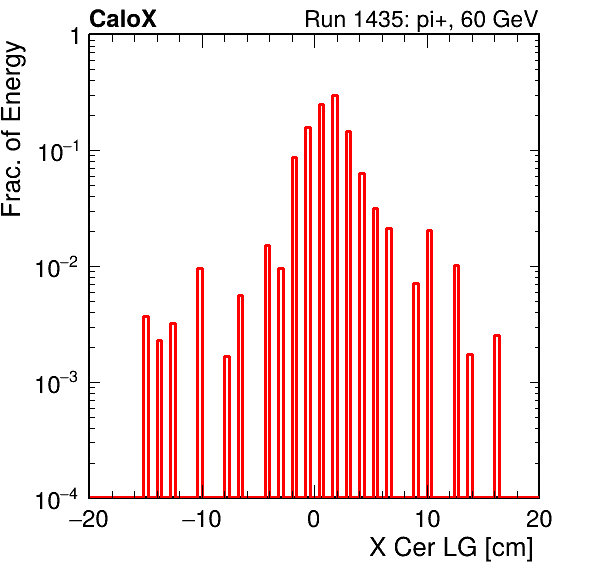 CaloX Run 1435: pi+, 60 GeV
Frac. of Energy
1
10⁻¹
10⁻²
10⁻³
10⁻⁴
−20 −10 0 10 20
X Cer LG [cm]